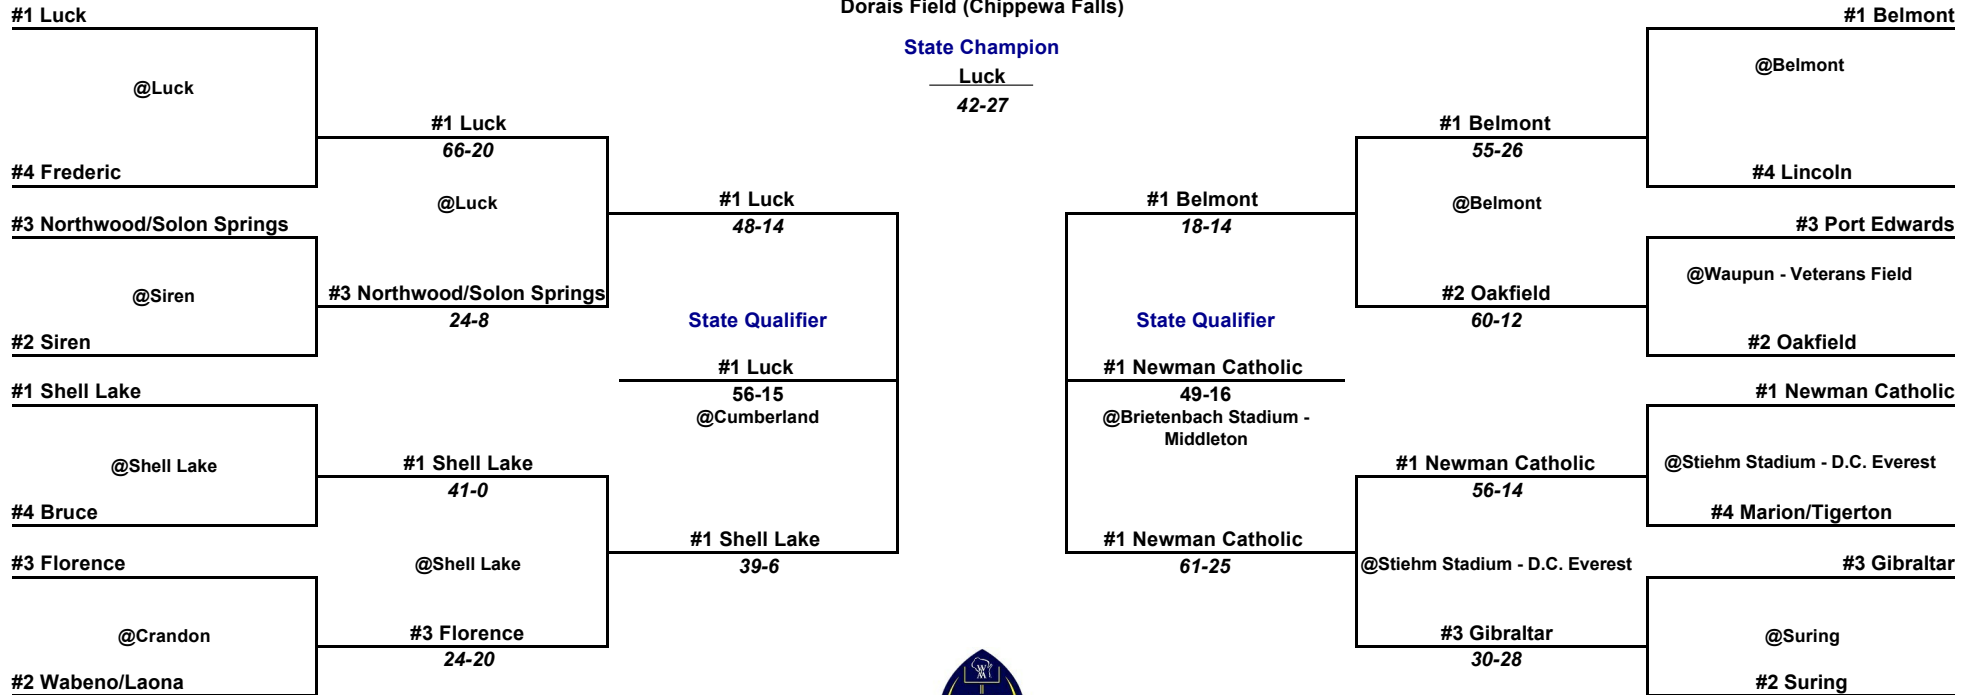 Dorais Field (Chippewa Falls)
State Champion
Luck
42-27
#1 Luck
@Luck
#4 Frederic
#3 Northwood/Solon Springs
@Siren
#2 Siren
#1 Shell Lake
@Shell Lake
#4 Bruce
#3 Florence
@Crandon
#2 Wabeno/Laona
#1 Luck
66-20
@Luck
#3 Northwood/Solon Springs
24-8
#1 Shell Lake
41-0
@Shell Lake
#3 Florence
24-20
#1 Luck
48-14
State Qualifier
#1 Luck
56-15
@Cumberland
#1 Shell Lake
39-6
#1 Belmont
18-14
State Qualifier
#1 Newman Catholic
49-16
@Brietenbach Stadium -
Middleton
#1 Newman Catholic
61-25
#1 Belmont
55-26
@Belmont
#2 Oakfield
60-12
#1 Newman Catholic
56-14
@Stiehm Stadium - D.C. Everest
#3 Gibraltar
30-28
#1 Belmont
@Belmont
#4 Lincoln
#3 Port Edwards
@Waupun - Veterans Field
#2 Oakfield
#1 Newman Catholic
@Stiehm Stadium - D.C. Everest
#4 Marion/Tigerton
#3 Gibraltar
@Suring
#2 Suring